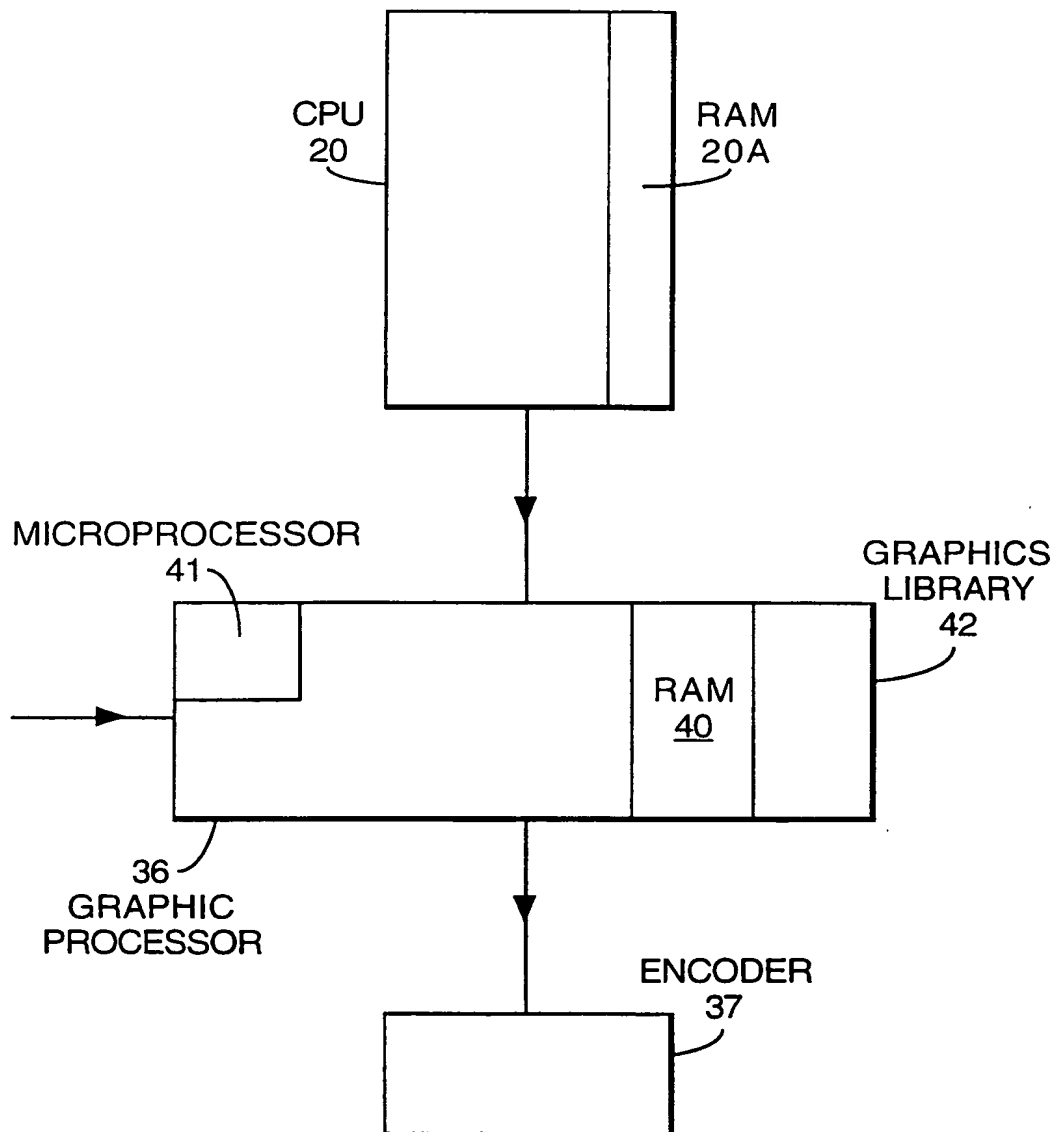 CPU
20
RAM
20A
MICROPROCESSOR
41
GRAPHICS
LIBRARY
42
RAM
40
36
GRAPHIC
PROCESSOR
ENCODER
37